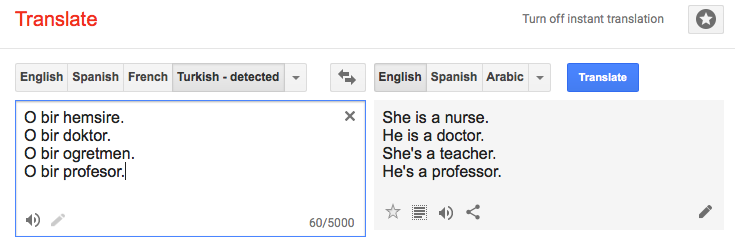 Translate
Turn off instant translation
English Spanish French Turkish - detected
English Spanish Arabic Translate
O bir hemsire.
O bir doktor.
O bir ogretmen.
O bir profesor.
60/5000
She is a nurse.
He is a doctor.
She's a teacher.
He's a professor.